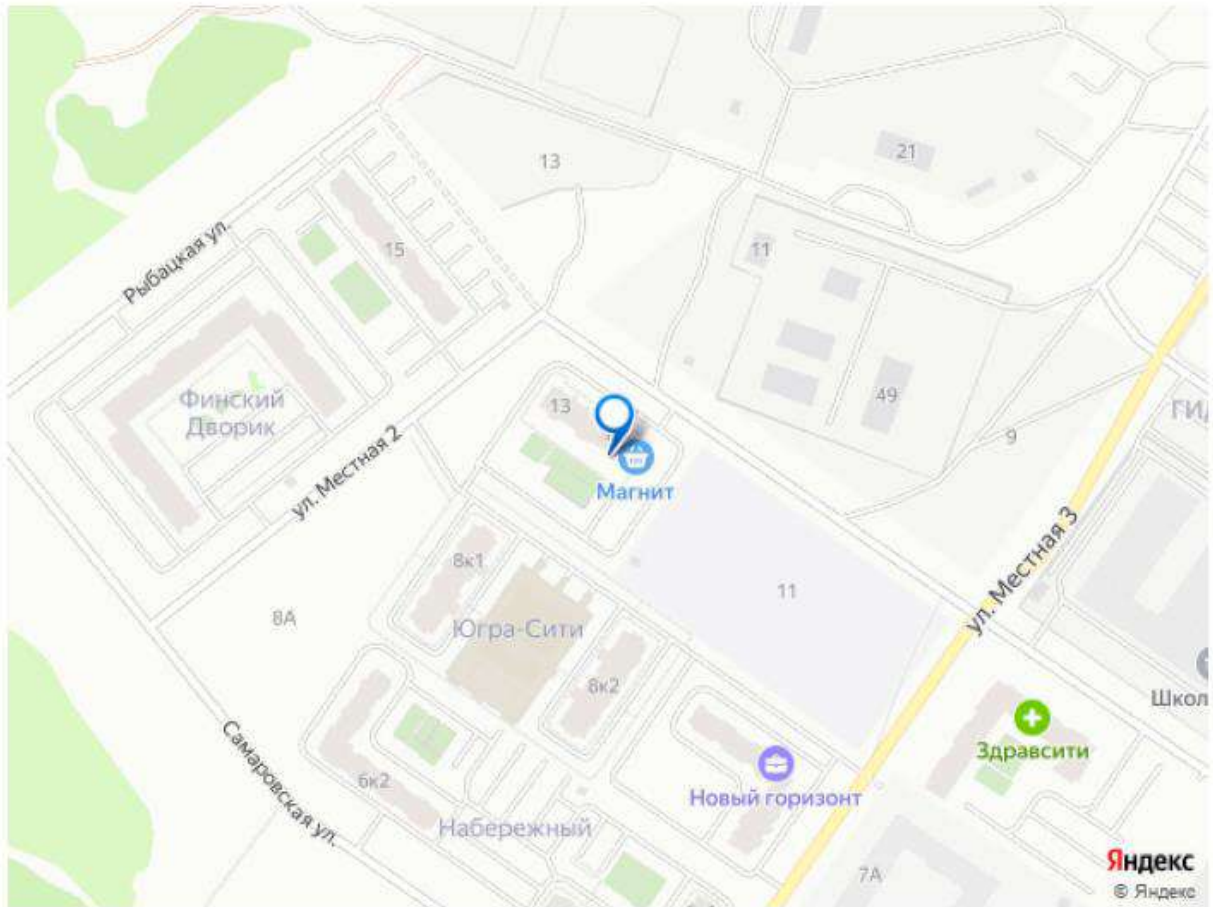 21
13
11
15
Рыбацкая ул.
49
ГИД
Финский
Дворик
13
9
ул. Местная 2
Магнит
ул. Местная 3
8к1
11
8А
Югра-Сити
8к2
Школ
Здравсити
Самаровская ул.
6к2
Новый горизонт
Набережный
7А
Яндекс
© Яндекс